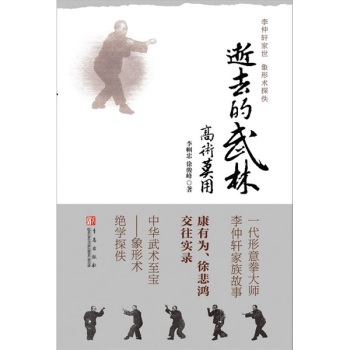 李仲轩家世 象形术探佚
逝去的武林
高術莫用
李帼忠 徐骏峰 ◎ 著
一代形意拳大师
李仲轩家族故事
康有为、徐悲鸿
交往实录
中华武术至宝
——象形术
绝学探佚